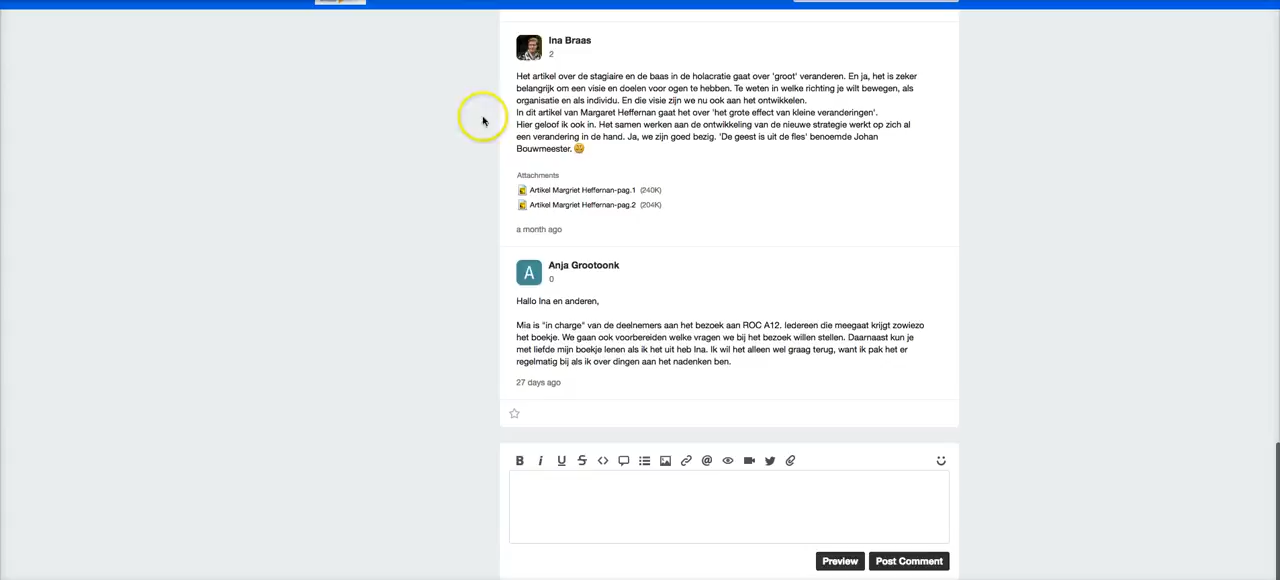 Ina Braas
2
Het artikel over de stagiaire en de baas in de holacratie gaat over 'groot' veranderen. En ja, het is zeker
belangrijk om een visie en doelen voor ogen te hebben. Te weten in welke richting je wilt bewegen, als
organisatie en als individu. En die visie zijn we nu ook aan het ontwikkelen.
In dit artikel van Margaret Heffernan gaat het over 'het grote effect van kleine veranderingen'.
Hier geloof ik ook in. Het samen werken aan de ontwikkeling van de nieuwe strategie werkt op zich al
een verandering in de hand. Ja, we zijn goed bezig. 'De geest is uit de fles' benoemde Johan
Bouwmeester.
Attachments
Artikel Margriet Heffernan-pag.1 (240K)
Artikel Margriet Heffernan-pag.2 (204K)
a month ago
A
Anja Grootoonk
0
Hallo Ina en anderen,
Mia is "in charge" van de deelnemers aan het bezoek aan ROC A12. Iedereen die meegaat krijgt zowiezo
het boekje. We gaan ook voorbereiden welke vragen we bij het bezoek willen stellen. Daarnaast kun je
met liefde mijn boekje lenen als ik het uit heb Ina. Ik wil het alleen wel graag terug, want ik pak het er
regelmatig bij als ik over dingen aan het nadenken ben.
27 days ago
B i U S @
Preview Post Comment